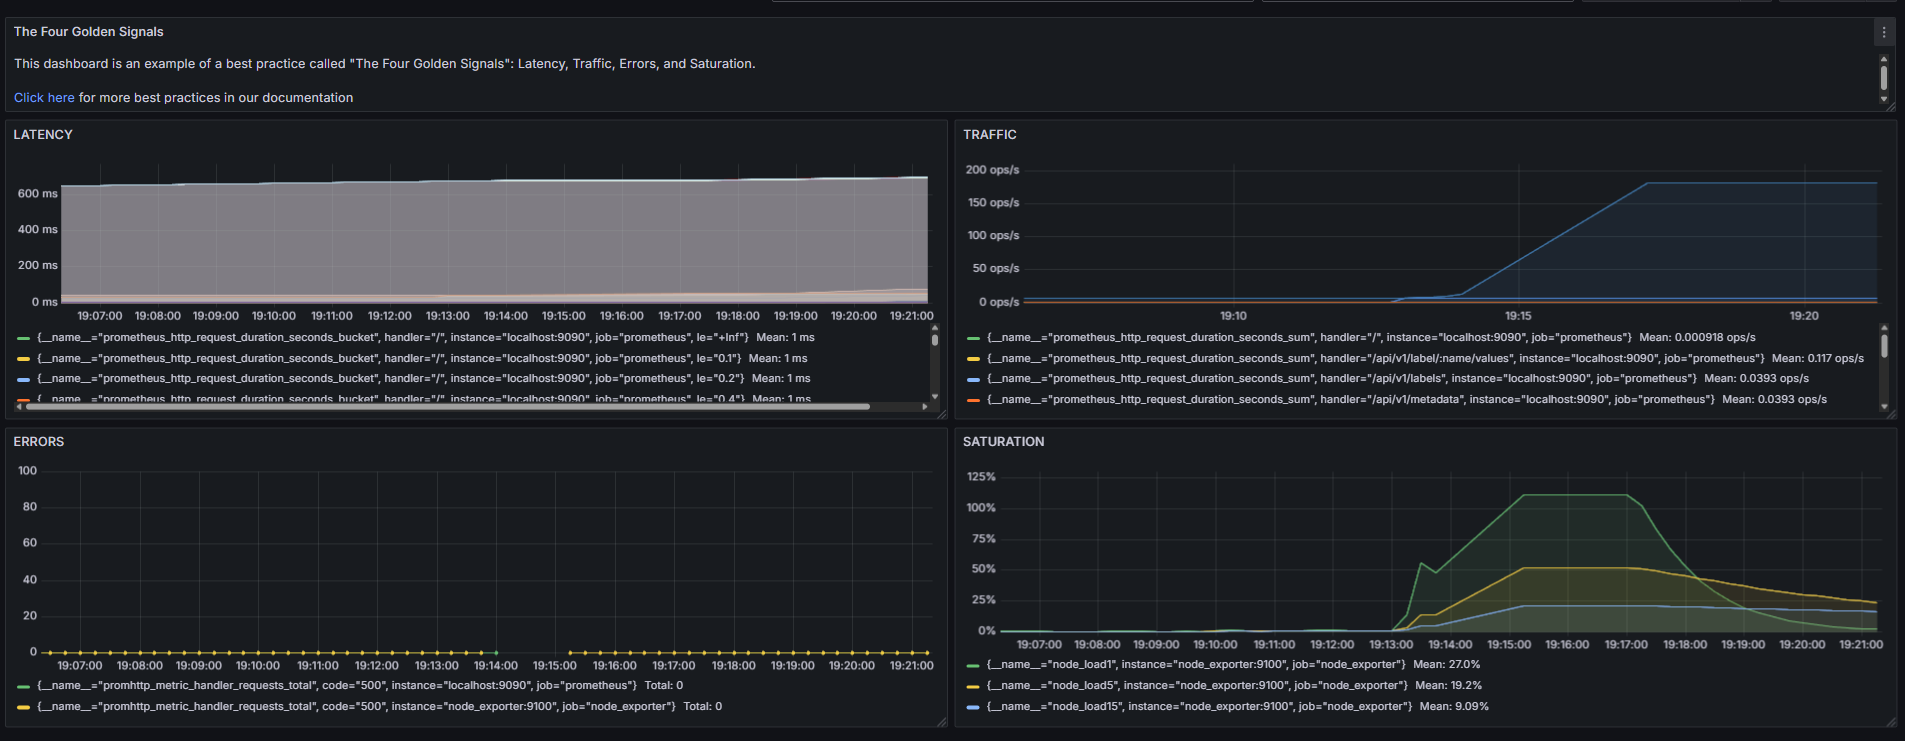 The Four Golden Signals
This dashboard is an example of a best practice called "The Four Golden Signals": Latency, Traffic, Errors, and Saturation.
Click here for more best practices in our documentation
LATENCY
600 ms
400 ms
200 ms
0 ms
19:07:00 19:08:00 19:09:00 19:10:00 19:11:00 19:12:00 19:13:00 19:14:00 19:15:00 19:16:00 19:17:00 19:18:00 19:19:00 19:20:00 19:21:00
{__name__="prometheus_http_request_duration_seconds_bucket", handler="/", instance="localhost:9090", job="prometheus", le="+Inf"} Mean: 1 ms
{__name__="prometheus_http_request_duration_seconds_bucket", handler="/", instance="localhost:9090", job="prometheus", le="0.1"} Mean: 1 ms
{__name__="prometheus_http_request_duration_seconds_bucket", handler="/", instance="localhost:9090", job="prometheus", le="0.2"} Mean: 1 ms
{__name__="prometheus_http_request_duration_seconds_bucket", handler="/", instance="localhost:9090", job="prometheus", le="0.4"} Mean: 1 ms
TRAFFIC
200 ops/s
150 ops/s
100 ops/s
50 ops/s
0 ops/s
19:10 19:15 19:20
{__name__="prometheus_http_request_duration_seconds_sum", handler="/", instance="localhost:9090", job="prometheus"} Mean: 0.000918 ops/s
{__name__="prometheus_http_request_duration_seconds_sum", handler="/api/v1/label/:name/values", instance="localhost:9090", job="prometheus"} Mean: 0.117 ops/s
{__name__="prometheus_http_request_duration_seconds_sum", handler="/api/v1/labels", instance="localhost:9090", job="prometheus"} Mean: 0.0393 ops/s
{__name__="prometheus_http_request_duration_seconds_sum", handler="/api/v1/metadata", instance="localhost:9090", job="prometheus"} Mean: 0.0393 ops/s
ERRORS
100
80
60
40
20
0
19:07:00 19:08:00 19:09:00 19:10:00 19:11:00 19:12:00 19:13:00 19:14:00 19:15:00 19:16:00 19:17:00 19:18:00 19:19:00 19:20:00 19:21:00
{__name__="promhttp_metric_handler_requests_total", code="500", instance="localhost:9090", job="prometheus"} Total: 0
{__name__="promhttp_metric_handler_requests_total", code="500", instance="node_exporter:9100", job="node_exporter"} Total: 0
SATURATION
125%
100%
75%
50%
25%
0%
19:07:00 19:08:00 19:09:00 19:10:00 19:11:00 19:12:00 19:13:00 19:14:00 19:15:00 19:16:00 19:17:00 19:18:00 19:19:00 19:20:00 19:21:00
{__name__="node_load1", instance="node_exporter:9100", job="node_exporter"} Mean: 27.0%
{__name__="node_load5", instance="node_exporter:9100", job="node_exporter"} Mean: 19.2%
{__name__="node_load15", instance="node_exporter:9100", job="node_exporter"} Mean: 9.09%